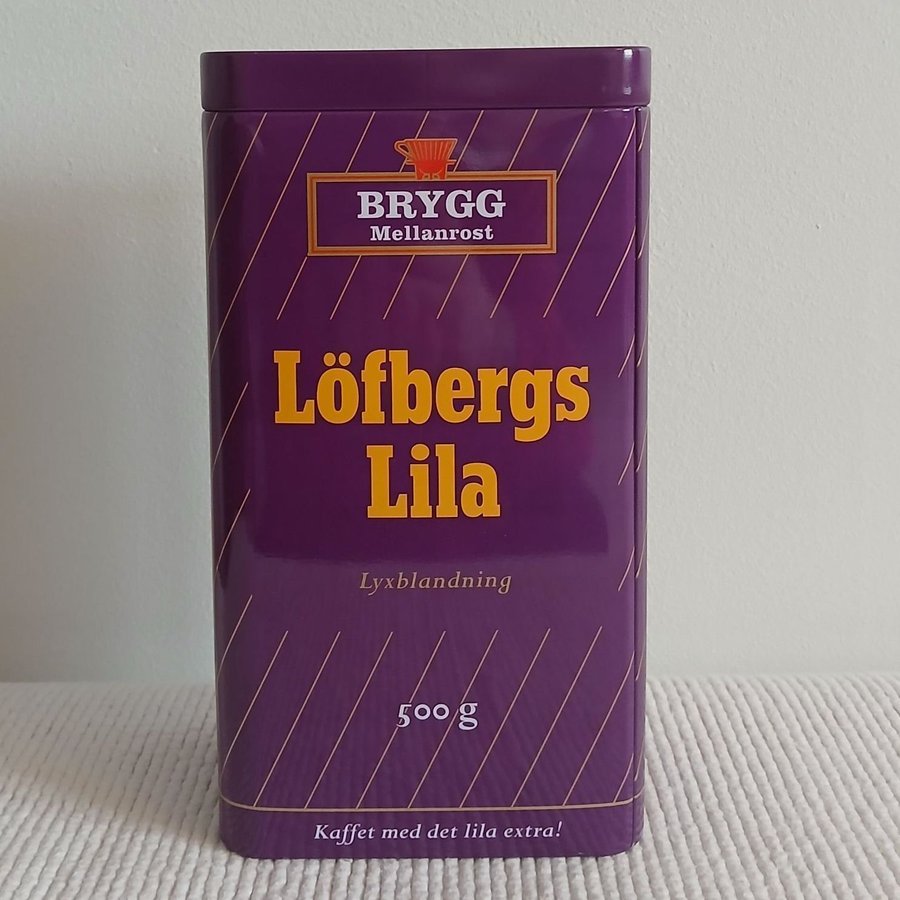 BRYGG
Mellanrost
Löfbergs
Lila
Lyxblandning
500 g
Kaffet med det lila extra!